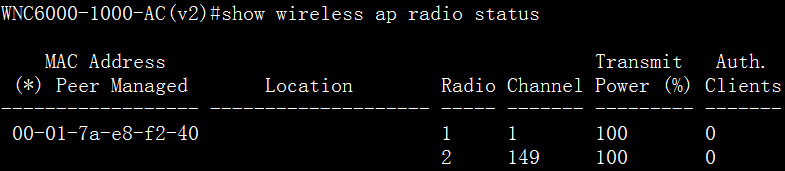 WNC6000-1000-AC(v2)#show wireless ap radio status
MAC Address Transmit Auth.
(*) Peer Managed Location Radio Channel Power (%) Clients
------------------ -------------------- ----- ------- --------- -------
00-01-7a-e8-f2-40 1 1 100 0
2 149 100 0